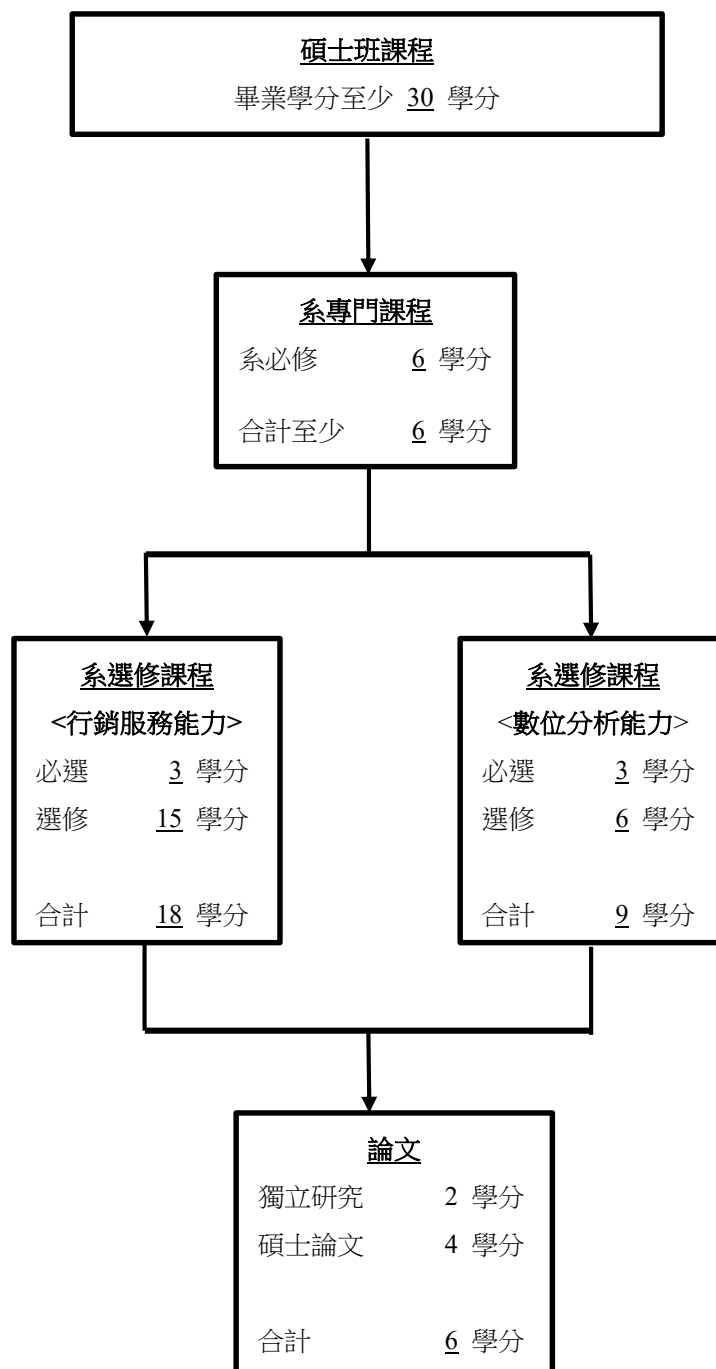 碩士班課程
畢業學分至少 30 學分
系專門課程
系必修 6 學分
合計至少 6 學分
系選修課程
<行銷服務能力>
必選 3 學分
選修 15 學分
合計 18 學分
系選修課程
<數位分析能力>
必選 3 學分
選修 6 學分
合計 9 學分
論文
獨立研究 2 學分
碩士論文 4 學分
合計 6 學分